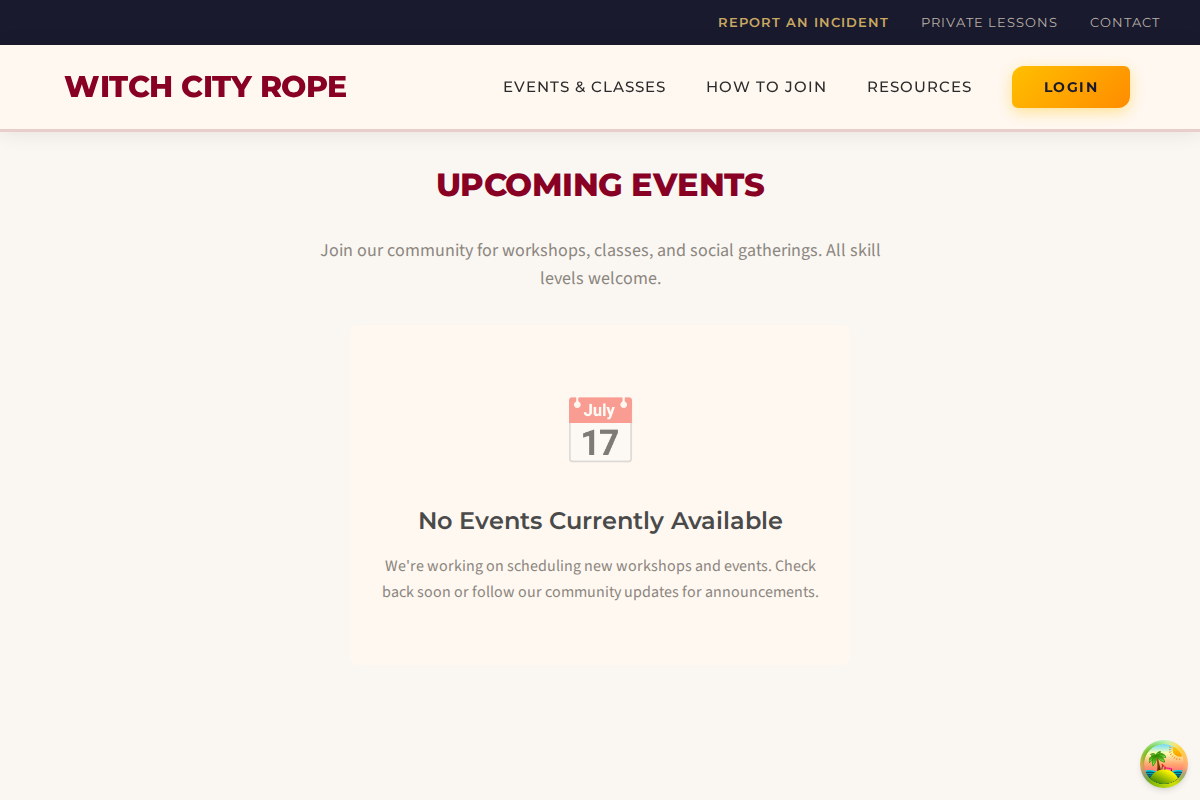 REPORT AN INCIDENT PRIVATE LESSONS CONTACT
WITCH CITY ROPE EVENTS & CLASSES HOW TO JOIN RESOURCES LOGIN
UPCOMING EVENTS
Join our community for workshops, classes, and social gatherings. All skill
levels welcome.
July
17
No Events Currently Available
We're working on scheduling new workshops and events. Check
back soon or follow our community updates for announcements.